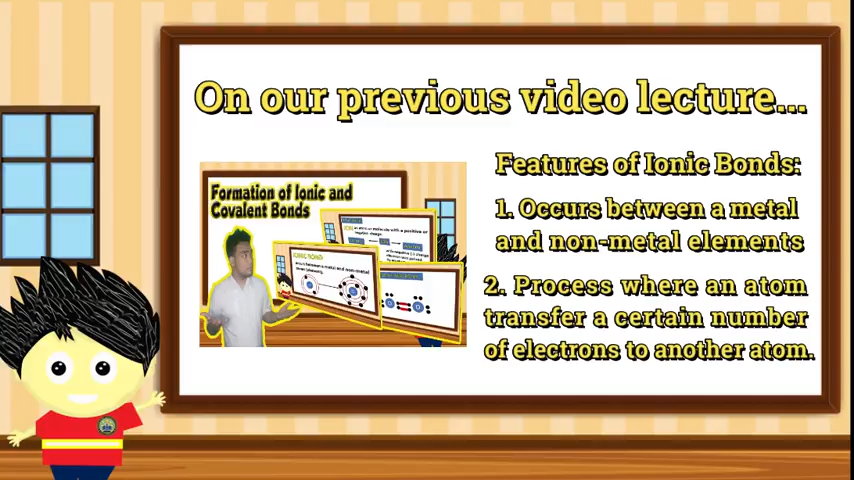 On our previous video lecture...
Formation of Ionic and
Covalent Bonds
Features of Ionic Bonds:
1. Occurs between a metal
and non-metal elements
2. Process where an atom
transfer a certain number
of electrons to another atom.